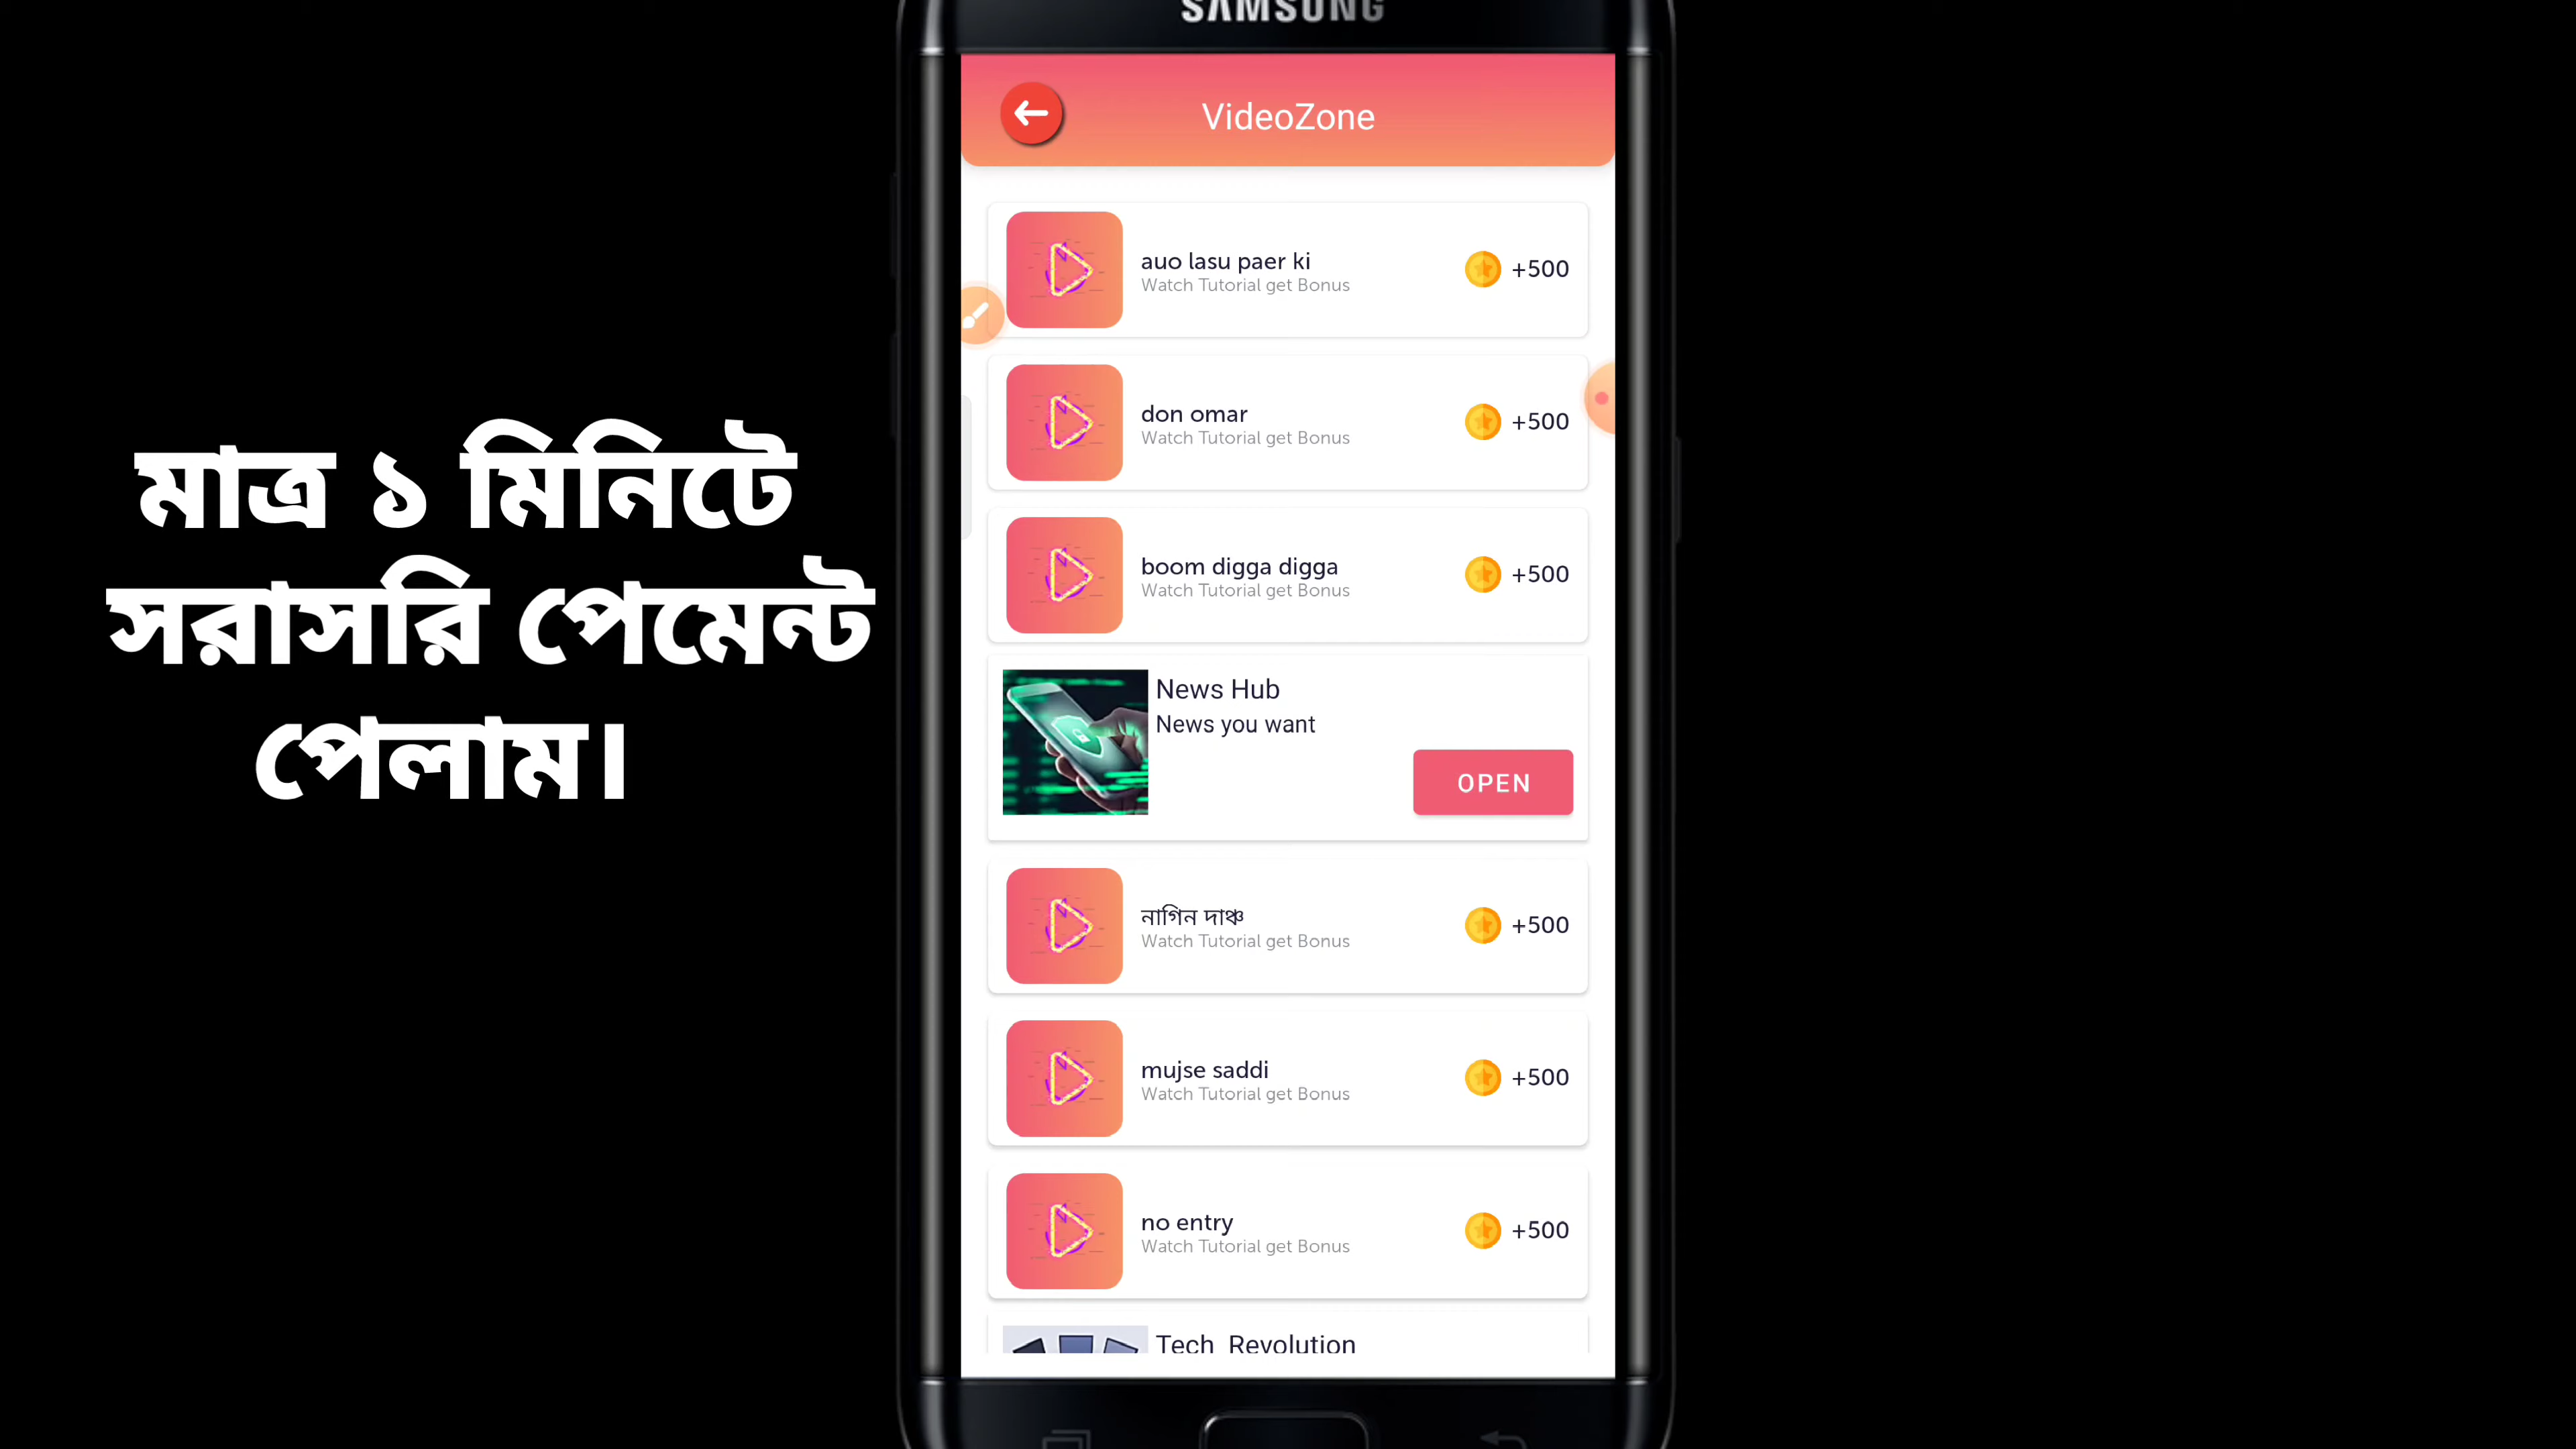 SAMSUNG
VideoZone
auo lasu paer ki
Watch Tutorial get Bonus
+500
don omar
Watch Tutorial get Bonus
+500
boom digga digga
Watch Tutorial get Bonus
+500
News Hub
News you want
OPEN
নাগিন দাঞ্চ
Watch Tutorial get Bonus
+500
mujse saddi
Watch Tutorial get Bonus
+500
no entry
Watch Tutorial get Bonus
+500
Tech Revolution
মাত্র ১ মিনিটে
সরাসরি পেমেন্ট
পেলাম।